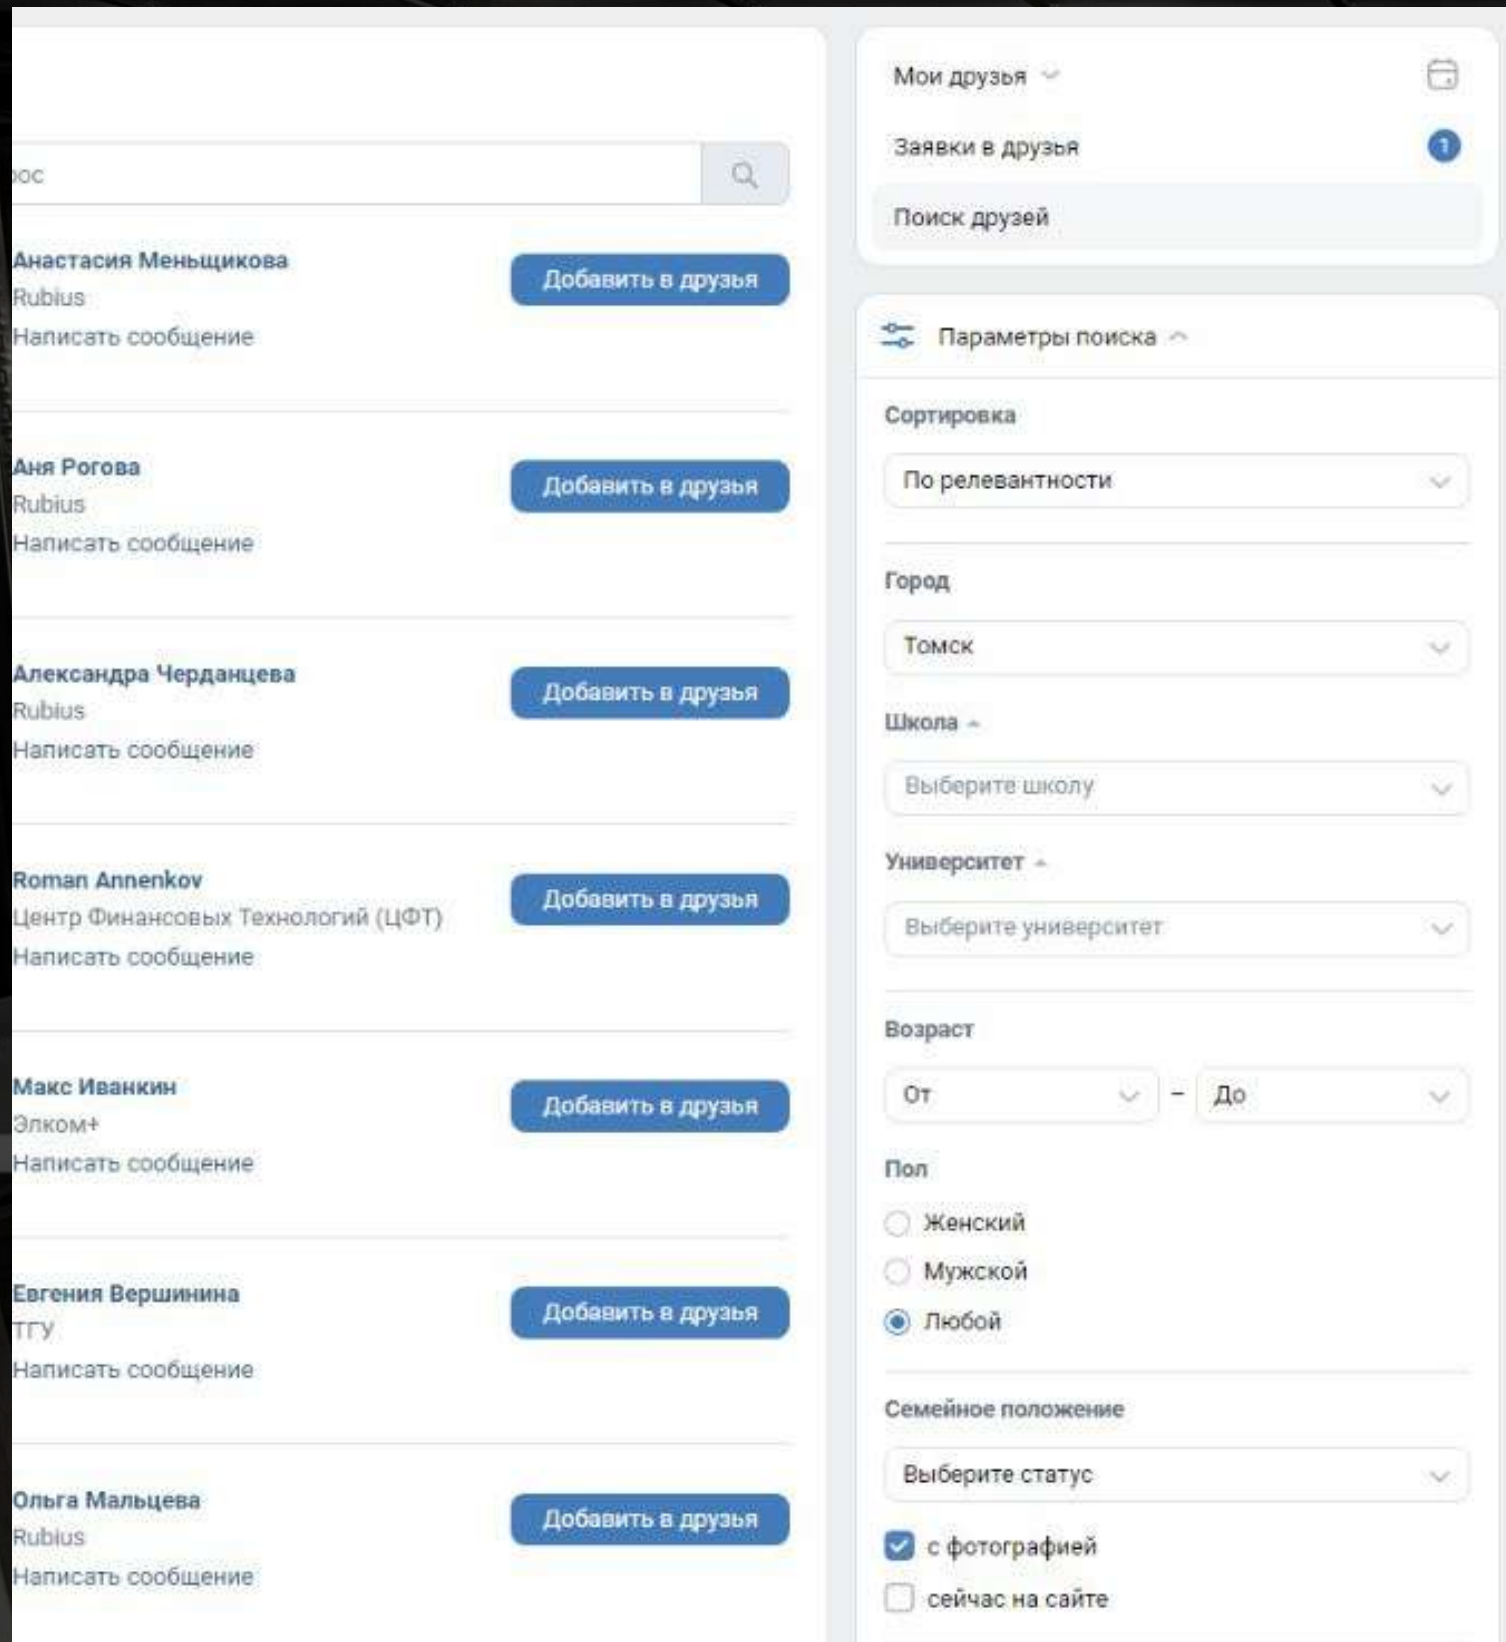 рос
Анастасия Меньщикова
Добавить в друзья
Rubius
Написать сообщение
Аня Рогова
Добавить в друзья
Rubius
Написать сообщение
Александра Черданцева
Добавить в друзья
Rubius
Написать сообщение
Roman Annenkov
Добавить в друзья
Центр Финансовых Технологий (ЦФТ)
Написать сообщение
Макс Иванкин
Добавить в друзья
Элком+
Написать сообщение
Евгения Вершинина
Добавить в друзья
ТГУ
Написать сообщение
Ольга Мальцева
Добавить в друзья
Rubius
Написать сообщение
Мои друзья
Заявки в друзья 1
Поиск друзей
Параметры поиска
Сортировка
По релевантности
Город
Томск
Школа
Выберите школу
Университет
Выберите университет
Возраст
От – До
Пол
Женский
Мужской
Любой
Семейное положение
Выберите статус
с фотографией
сейчас на сайте